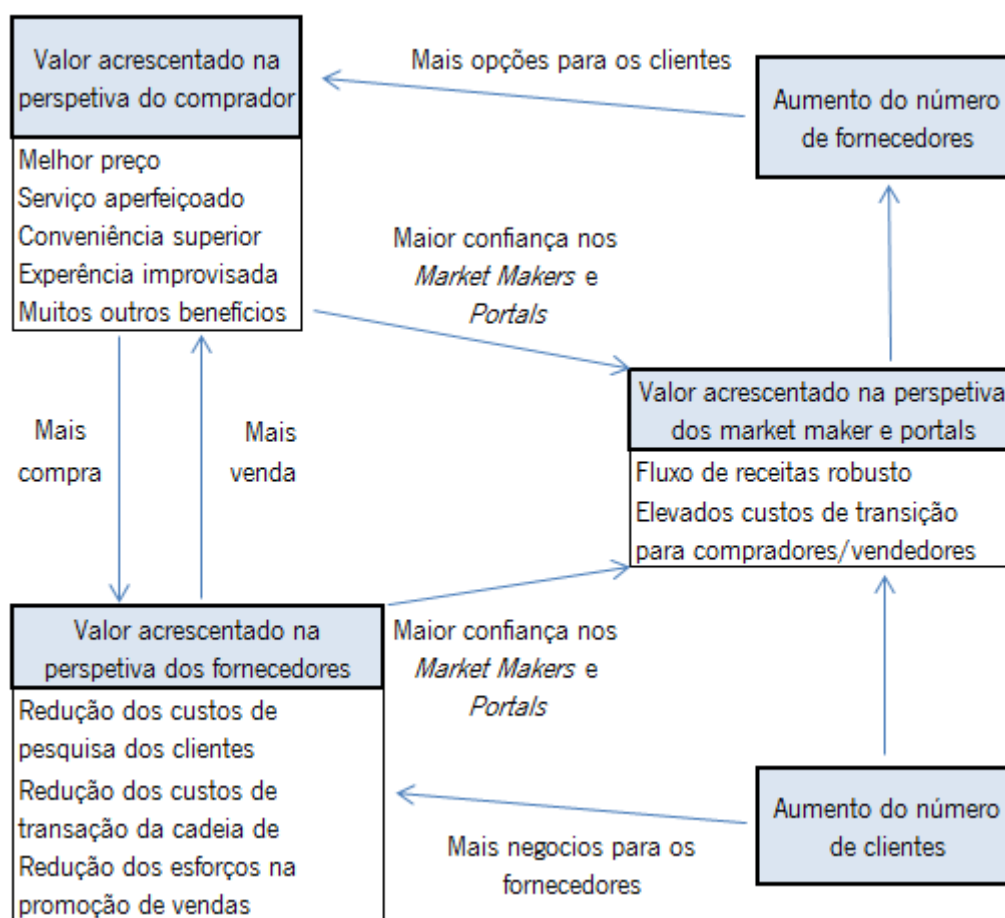 Valor acrescentado na
perspetiva do comprador
Melhor preço
Serviço aperfeiçoado
Conveniência superior
Experência improvisada
Muitos outros benefícios
Mais opções para os clientes
Aumento do número
de fornecedores
Maior confiança nos
Market Makers e
Portals
Mais
compra
Mais
venda
Valor acrescentado na perspetiva
dos market maker e portals
Fluxo de receitas robusto
Elevados custos de transição
para compradores/vendedores
Valor acrescentado na
perspetiva dos fornecedores
Redução dos custos de
pesquisa dos clientes
Redução dos custos de
transação da cadeia de
Redução dos esforços na
promoção de vendas
Maior confiança nos
Market Makers e
Portals
Mais negocios para os
fornecedores
Aumento do número
de clientes